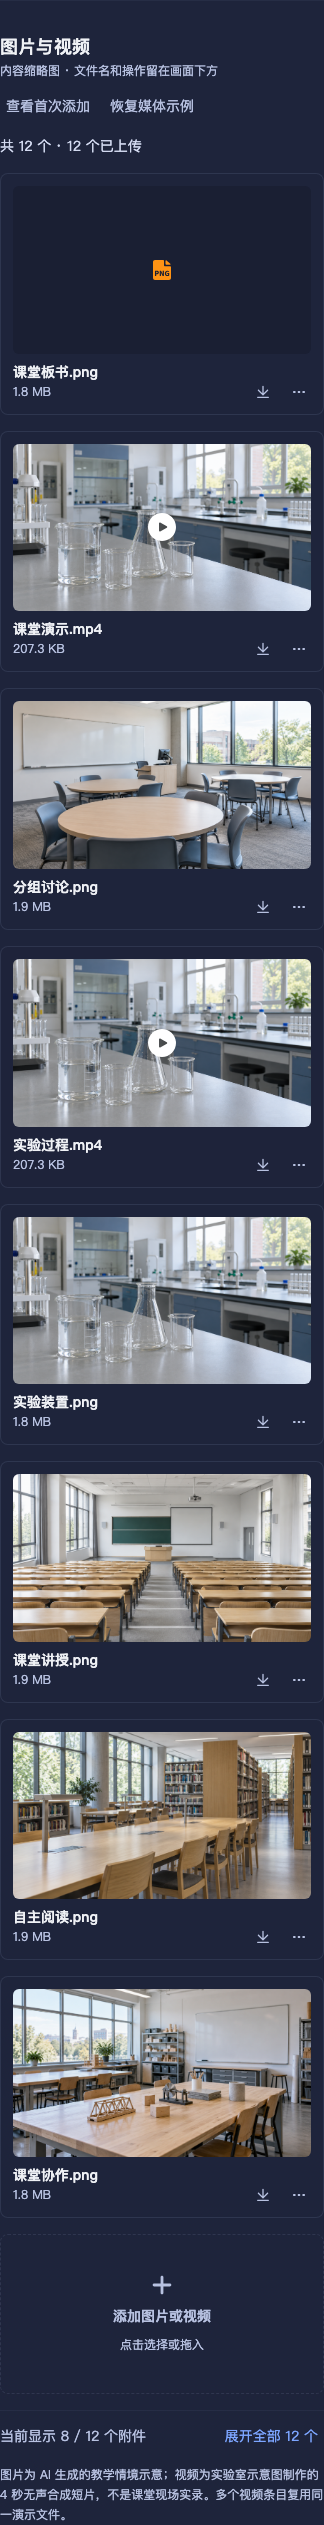 图片与视频
内容缩略图 · 文件名和操作留在画面下方
查看首次添加 恢复媒体示例
共 12 个 · 12 个已上传
PNG
课堂板书.png
1.8 MB
课堂演示.mp4
207.3 KB
分组讨论.png
1.9 MB
实验过程.mp4
207.3 KB
实验装置.png
1.8 MB
课堂讲授.png
1.9 MB
自主阅读.png
1.9 MB
课堂协作.png
1.8 MB
添加图片或视频
点击选择或拖入
当前显示 8 / 12 个附件 展开全部 12 个
图片为 AI 生成的教学情境示意；视频为实验室示意图制作的
4 秒无声合成短片，不是课堂现场实录。多个视频条目复用同
一演示文件。